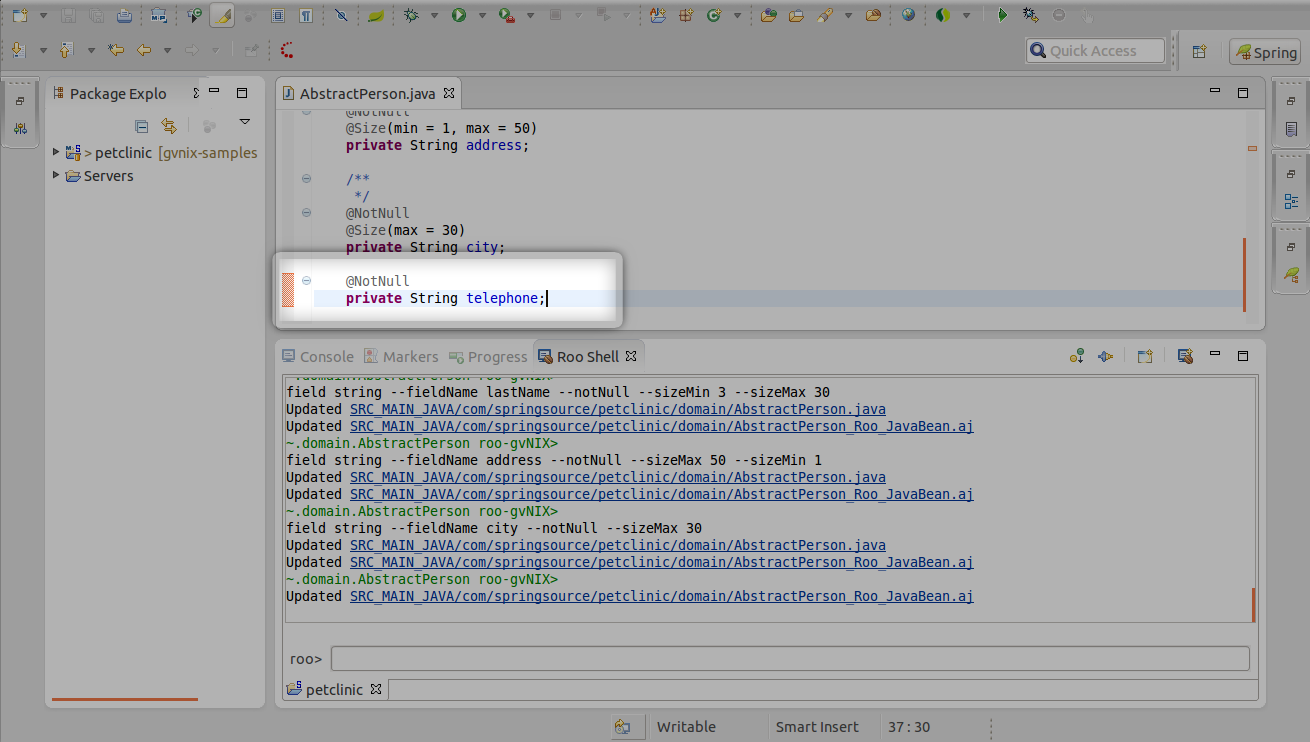 Quick Access
Spring
Package Explo
AbstractPerson.java
> petclinic [gvnix-samples
Servers
@NotNull
@Size(min = 1, max = 50)
private String address;
/**
*/
@NotNull
@Size(max = 30)
private String city;
@NotNull
private String telephone;
Console Markers Progress Roo Shell
~.domain.AbstractPerson roo-gvNIX>
field string --fieldName lastName --notNull --sizeMin 3 --sizeMax 30
Updated SRC_MAIN_JAVA/com/springsource/petclinic/domain/AbstractPerson.java
Updated SRC_MAIN_JAVA/com/springsource/petclinic/domain/AbstractPerson_Roo_JavaBean.aj
~.domain.AbstractPerson roo-gvNIX>
field string --fieldName address --notNull --sizeMax 50 --sizeMin 1
Updated SRC_MAIN_JAVA/com/springsource/petclinic/domain/AbstractPerson.java
Updated SRC_MAIN_JAVA/com/springsource/petclinic/domain/AbstractPerson_Roo_JavaBean.aj
~.domain.AbstractPerson roo-gvNIX>
field string --fieldName city --notNull --sizeMax 30
Updated SRC_MAIN_JAVA/com/springsource/petclinic/domain/AbstractPerson.java
Updated SRC_MAIN_JAVA/com/springsource/petclinic/domain/AbstractPerson_Roo_JavaBean.aj
~.domain.AbstractPerson roo-gvNIX>
Updated SRC_MAIN_JAVA/com/springsource/petclinic/domain/AbstractPerson_Roo_JavaBean.aj
roo>
petclinic
Writable Smart Insert 37 : 30